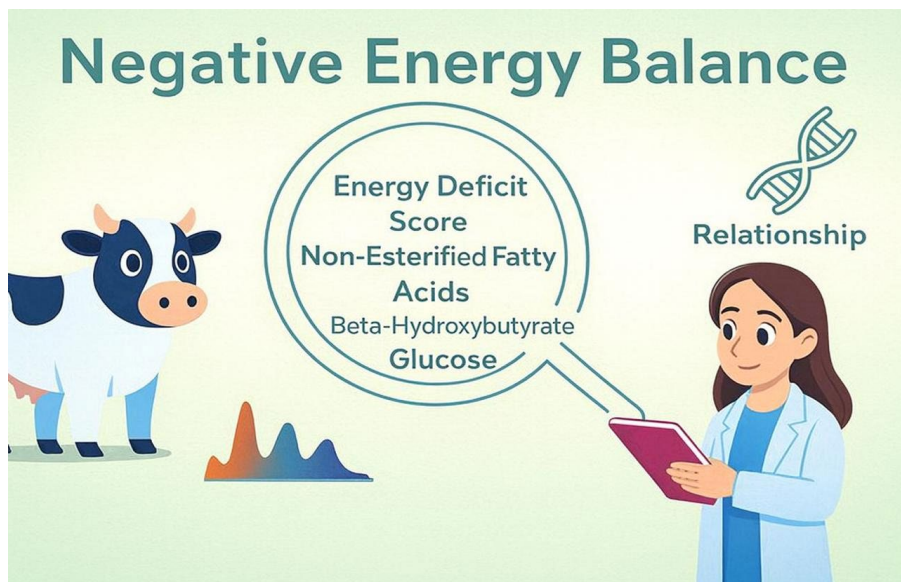 Negative Energy Balance
Energy Deficit
Score
Non-Esterified Fatty
Acids
Beta-Hydroxybutyrate
Glucose
Relationship